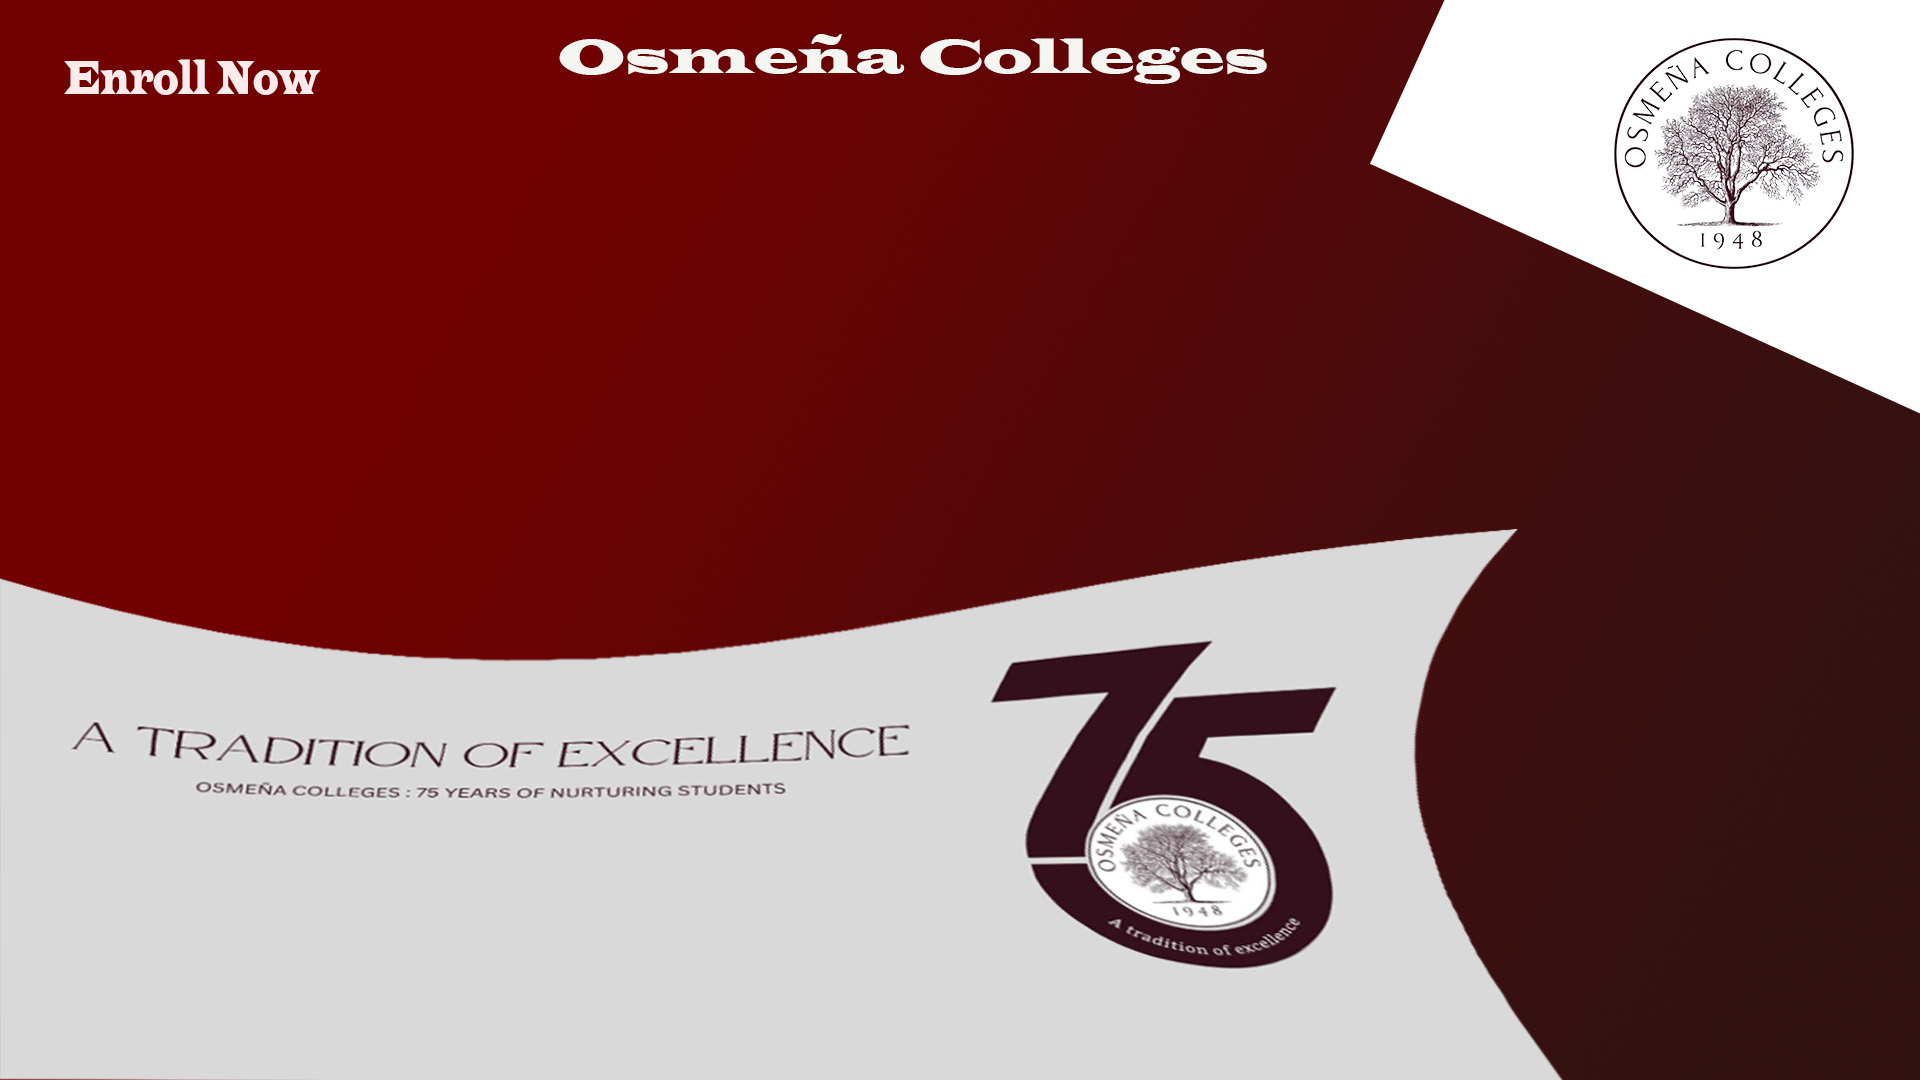 Osmeña Colleges
Enroll Now
OSMEÑA COLLEGES
1948
A TRADITION OF EXCELLENCE
OSMEÑA COLLEGES : 75 YEARS OF NURTURING STUDENTS
75
OSMEÑA COLLEGES
1948
A tradition of excellence